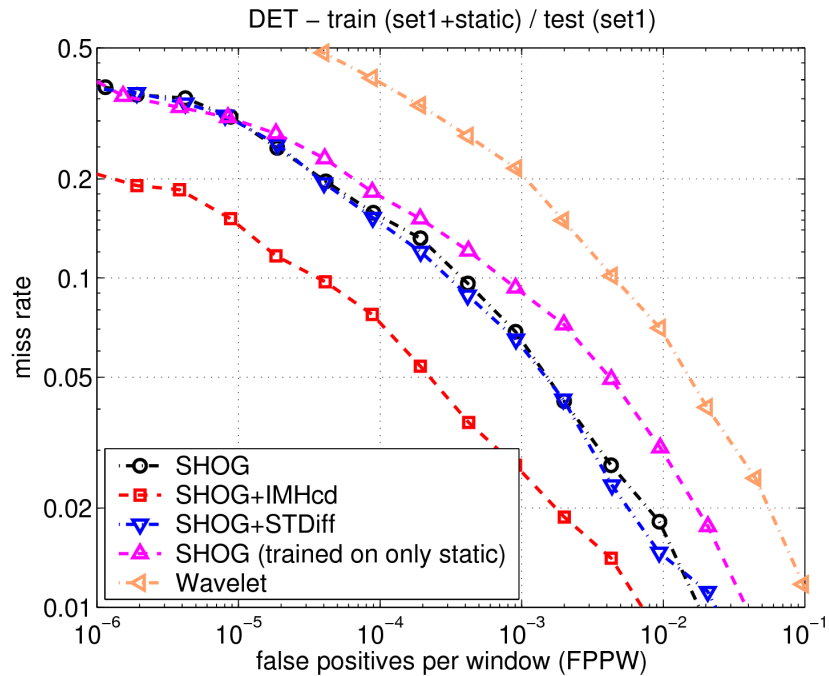 DET − train (set1+static) / test (set1)
miss rate
0.5
0.2
0.1
0.05
0.02
0.01
SHOG
SHOG+IMHcd
SHOG+STDiff
SHOG (trained on only static)
Wavelet
10⁻⁶ 10⁻⁵ 10⁻⁴ 10⁻³ 10⁻² 10⁻¹
false positives per window (FPPW)